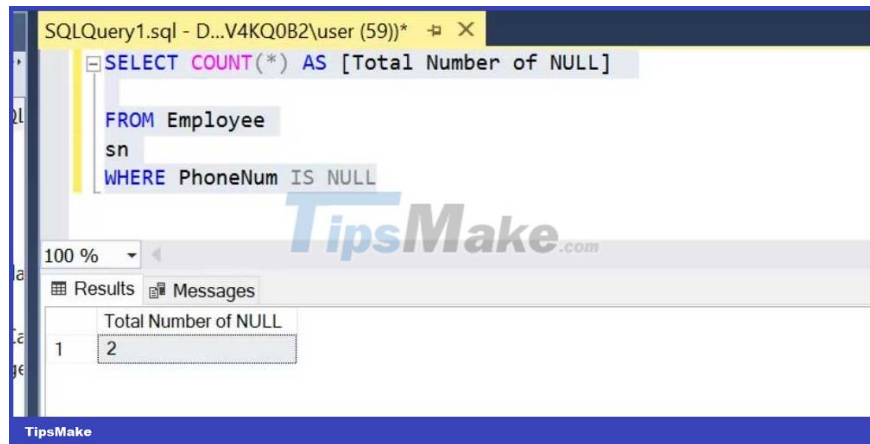 SQLQuery1.sql - D...V4KQ0B2\user (59))*
SELECT COUNT(*) AS [Total Number of NULL]
FROM Employee
sn
WHERE PhoneNum IS NULL
TipsMake.com
100 %
Results Messages
Total Number of NULL
1 2
TipsMake